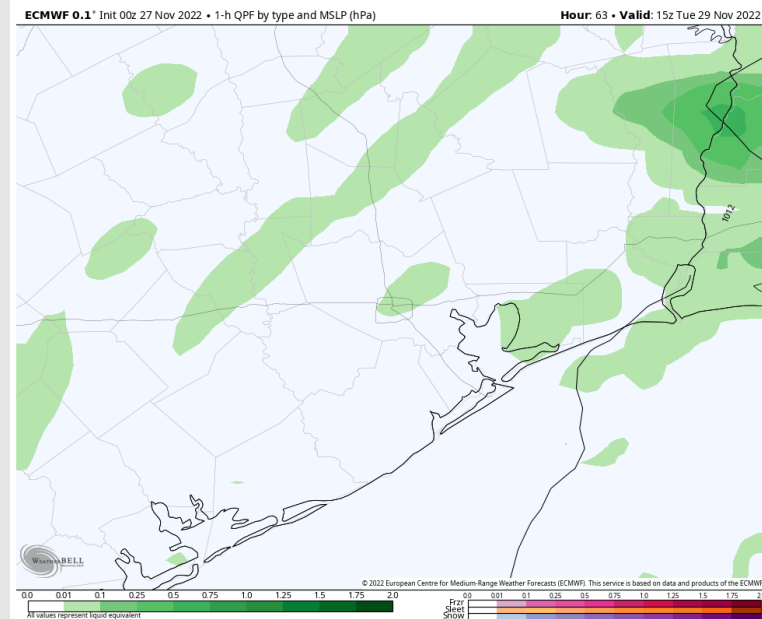 ECMWF 0.1° Init 00z 27 Nov 2022 • 1-h QPF by type and MSLP (hPa)
Hour: 63 • Valid: 15z Tue 29 Nov 2022
1012
WEATHERBELL
© 2022 European Centre for Medium-Range Weather Forecasts (ECMWF). This service is based on data and products of the ECMWF
0.0 0.01 0.1 0.25 0.5 0.75 1.0 1.25 1.5 1.75 2.0
All values represent liquid equivalent
0.0 0.01 0.1 0.25 0.5 0.75 1.0 1.25 1.5 1.75 2.
Frzr
Sleet
Snow